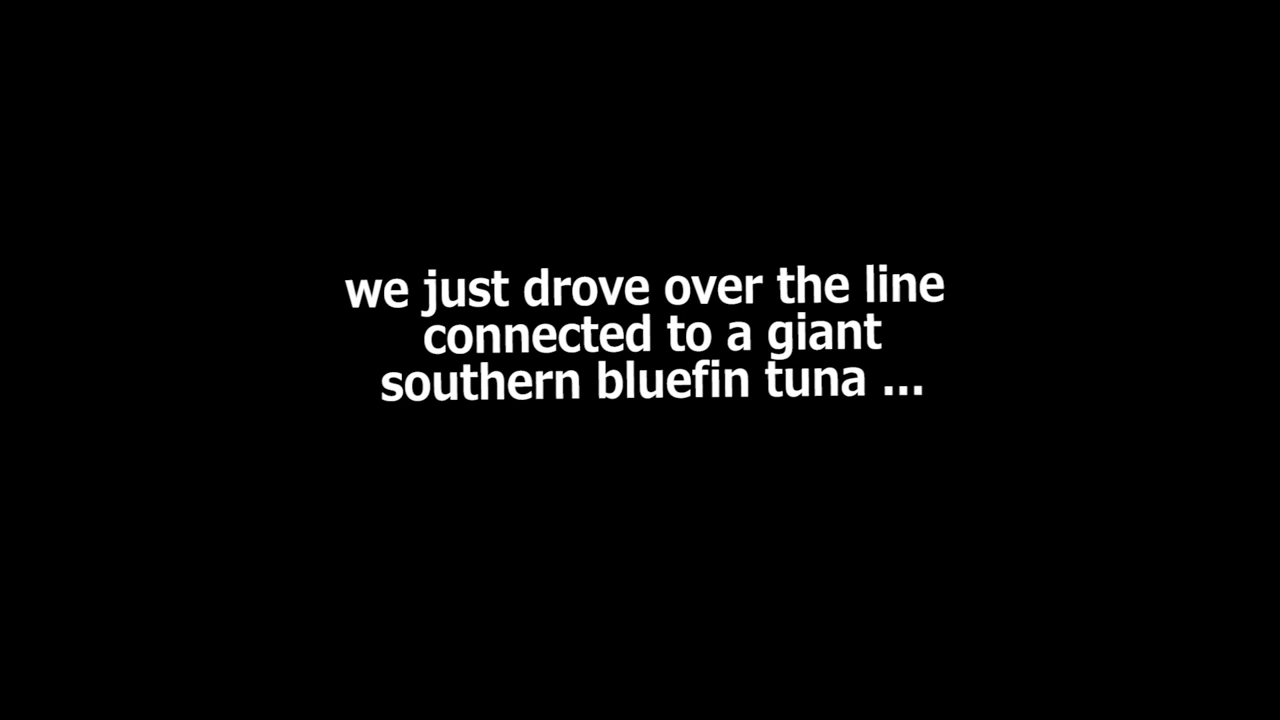 we just drove over the line
connected to a giant
southern bluefin tuna ...